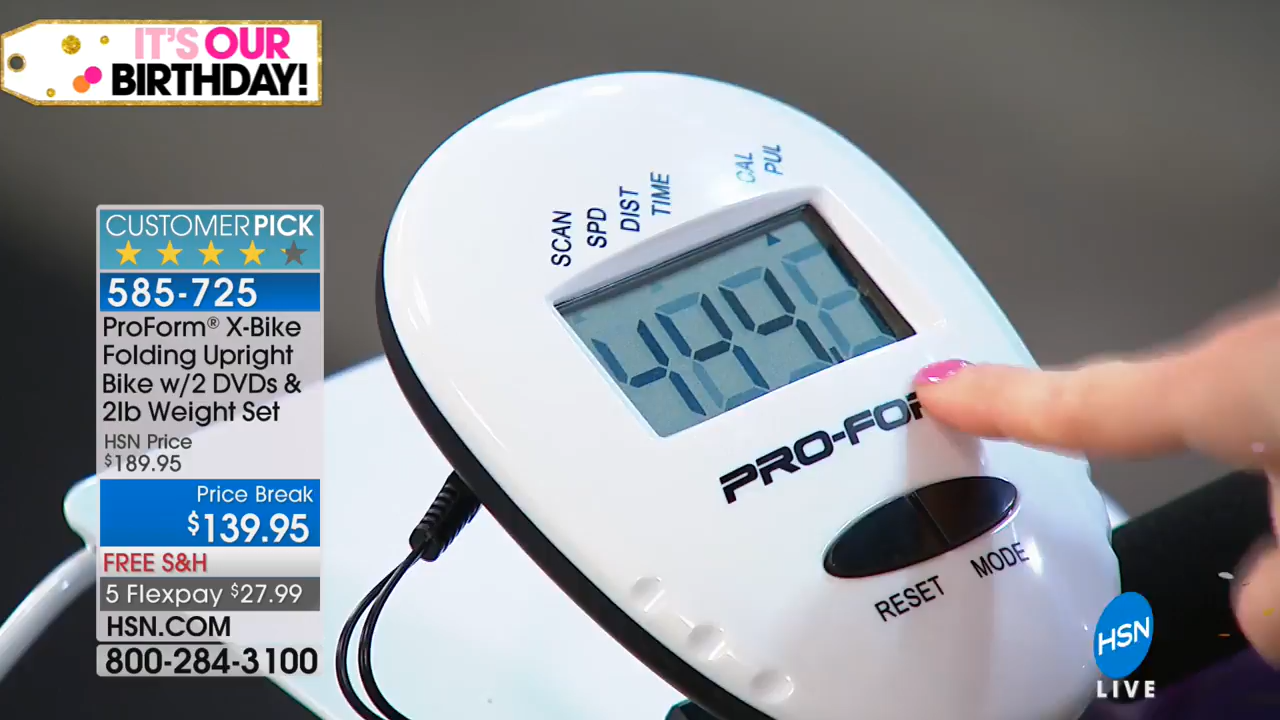 IT'S OUR
BIRTHDAY!
CUSTOMER PICK
585-725
ProForm® X-Bike
Folding Upright
Bike w/2 DVDs &
2lb Weight Set
HSN Price
$189.95
Price Break
$139.95
FREE S&H
5 Flexpay $27.99
HSN.COM
800-284-3100
SCAN
SPD
DIST
TIME
CAL
PUL
PRO-FOR
RESET
MODE
HSN
LIVE